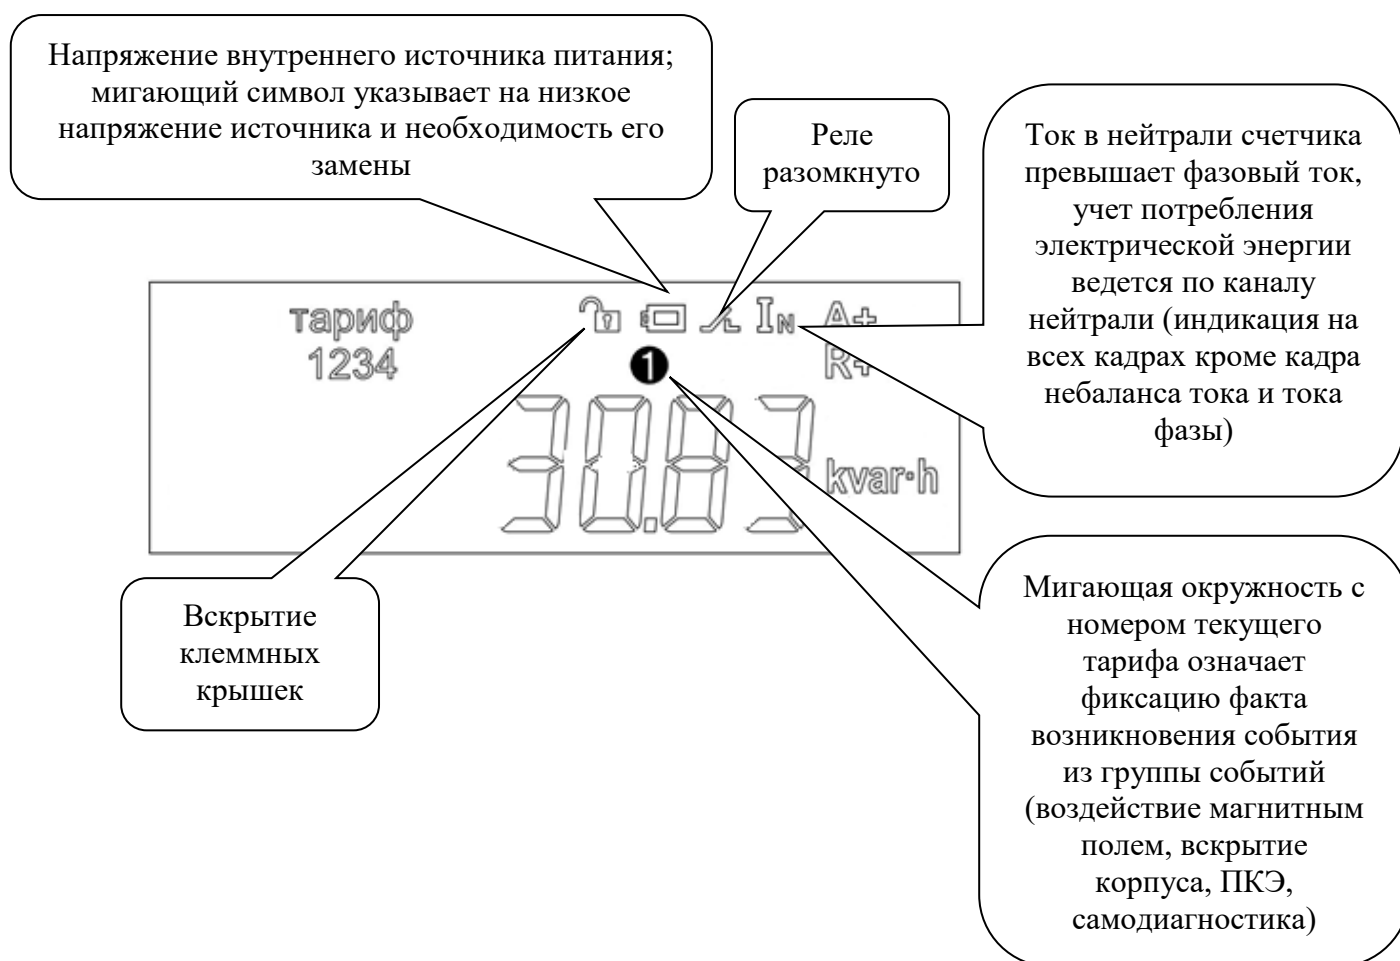 Напряжение внутреннего источника питания;
мигающий символ указывает на низкое
напряжение источника и необходимость его
замены
Реле
разомкнуто
Ток в нейтрали счетчика
превышает фазовый ток,
учет потребления
электрической энергии
ведется по каналу
нейтрали (индикация на
всех кадрах кроме кадра
небаланса тока и тока
фазы)
тариф
1234
IN
A+
R+
1
30.83
kvar·h
Вскрытие
клеммных
крышек
Мигающая окружность с
номером текущего
тарифа означает
фиксацию факта
возникновения события
из группы событий
(воздействие магнитным
полем, вскрытие
корпуса, ПКЭ,
самодиагностика)